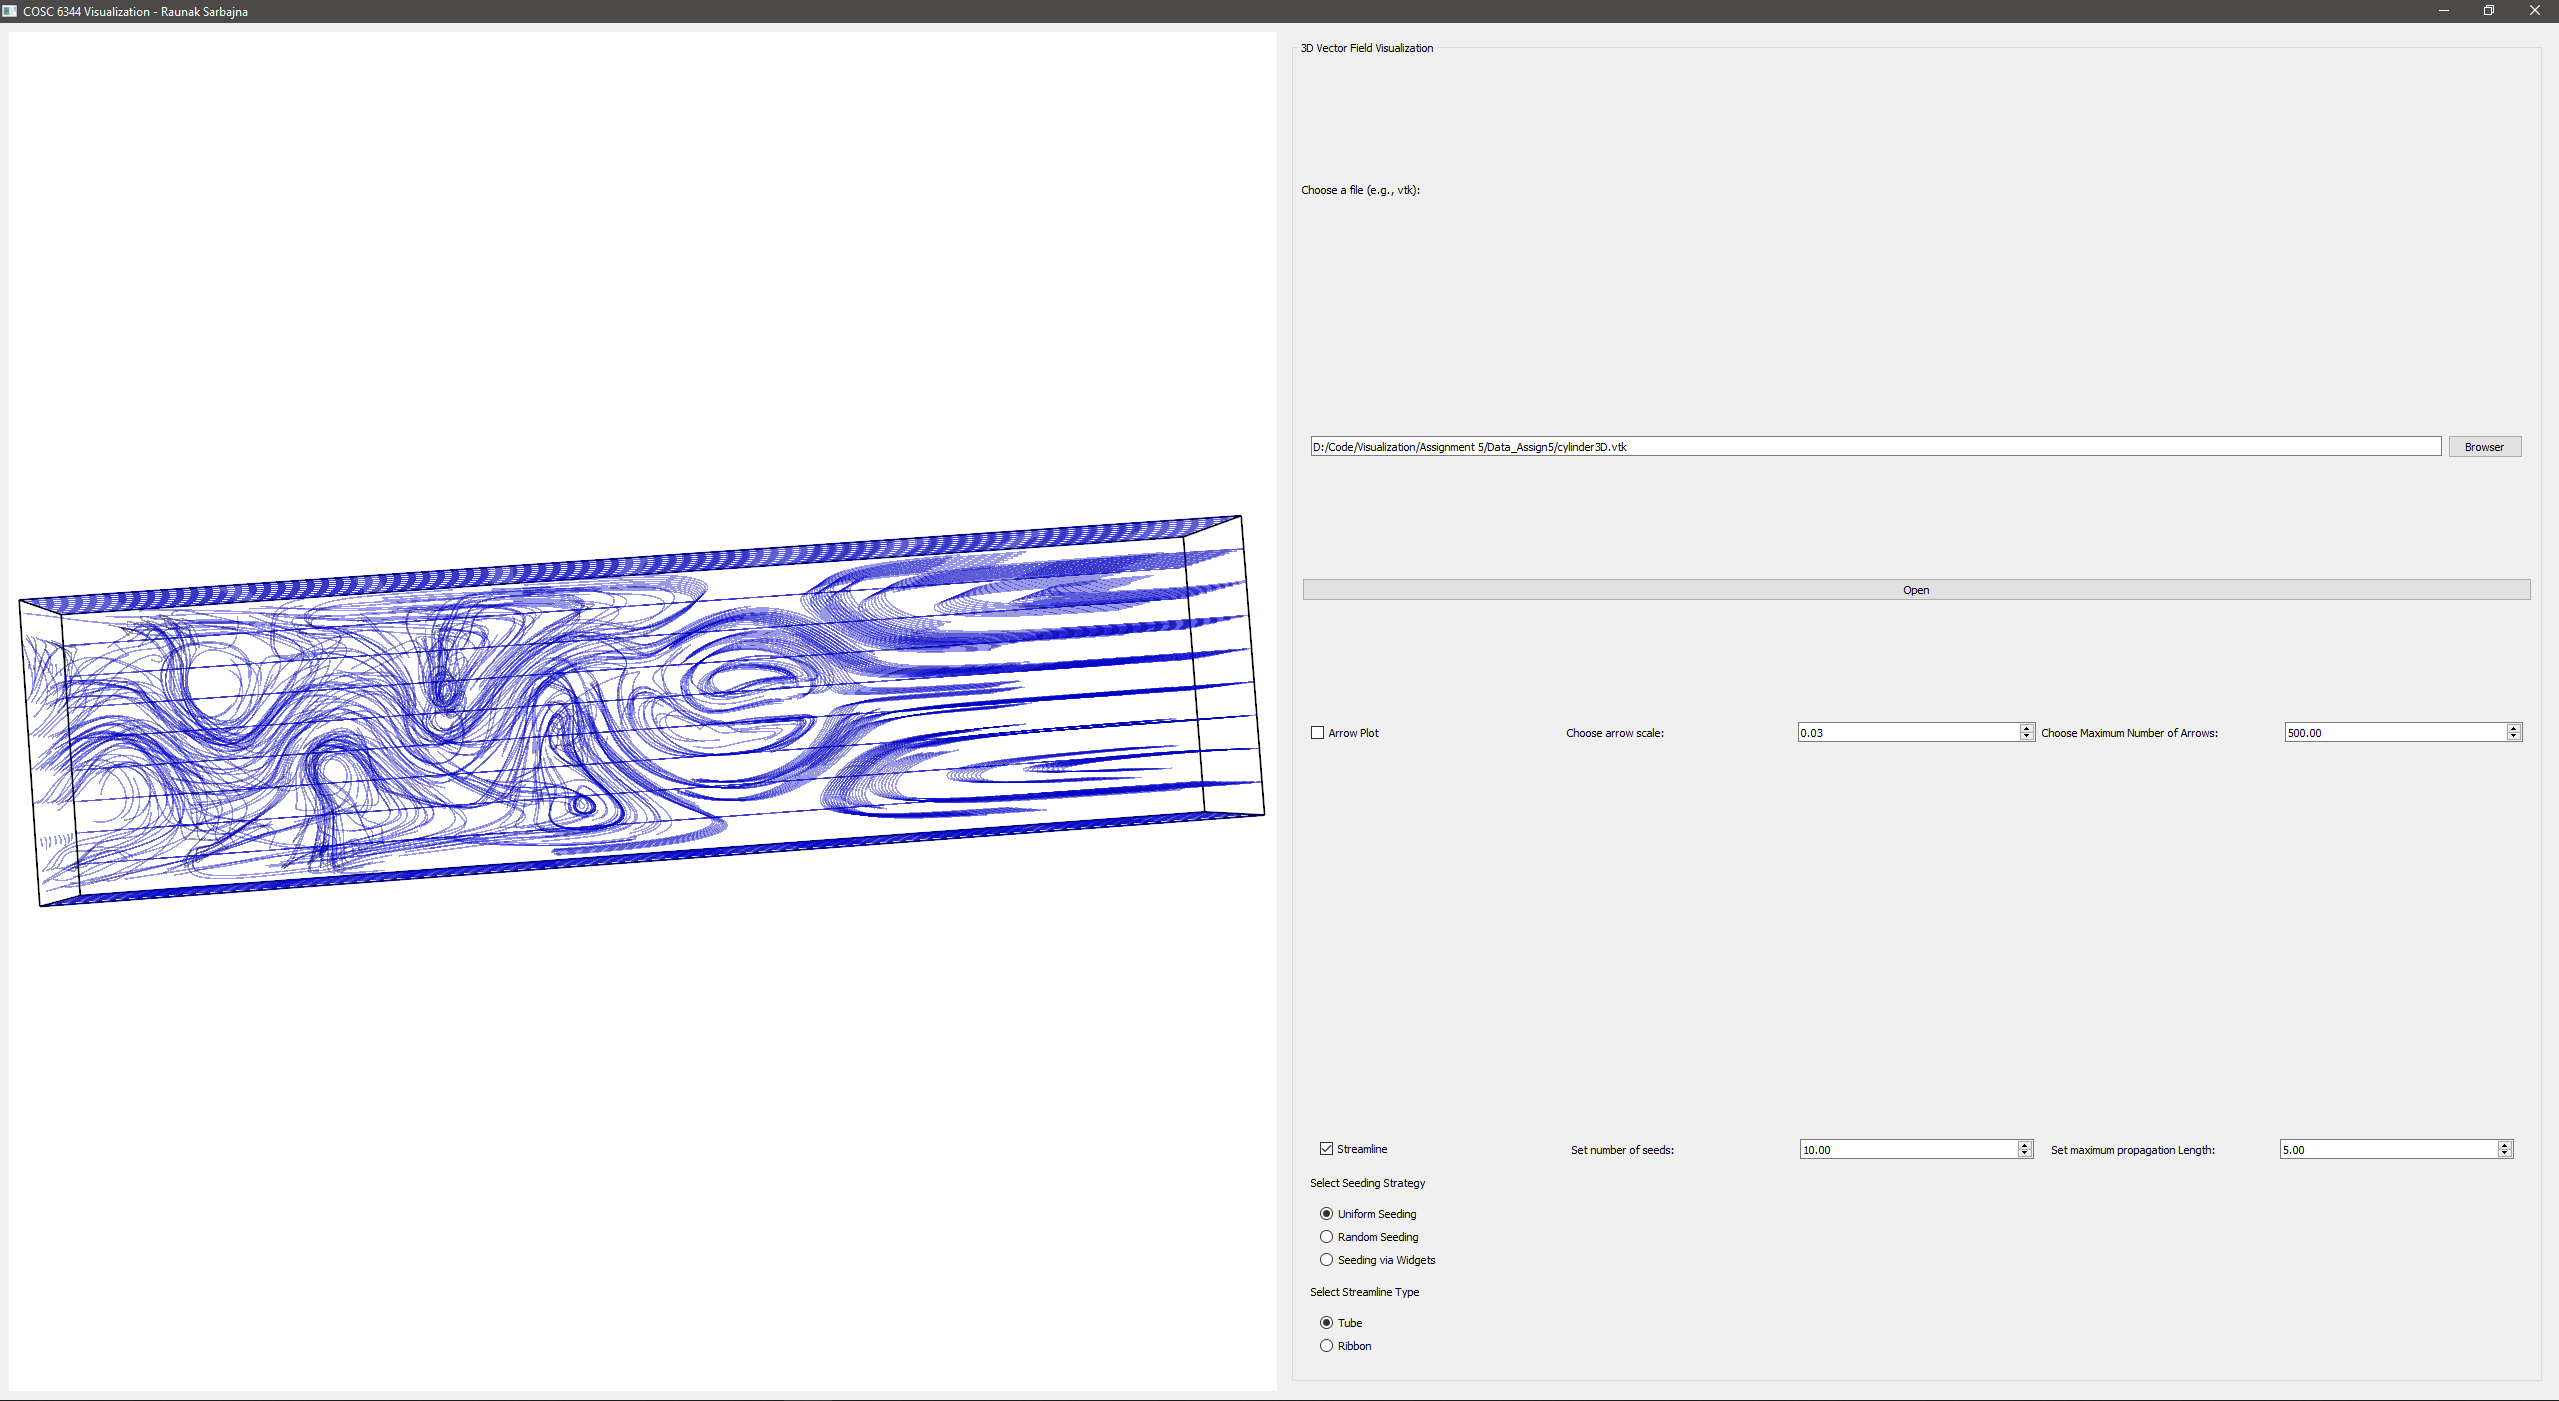 COSC 6344 Visualization - Raunak Sarbajna
3D Vector Field Visualization
Choose a file (e.g., vtk):
D:/Code/Visualization/Assignment 5/Data_Assign5/cylinder3D.vtk Browser
Open
Arrow Plot Choose arrow scale: 0.03 Choose Maximum Number of Arrows: 500.00
Streamline Set number of seeds: 10.00 Set maximum propagation Length: 5.00
Select Seeding Strategy
Uniform Seeding
Random Seeding
Seeding via Widgets
Select Streamline Type
Tube
Ribbon